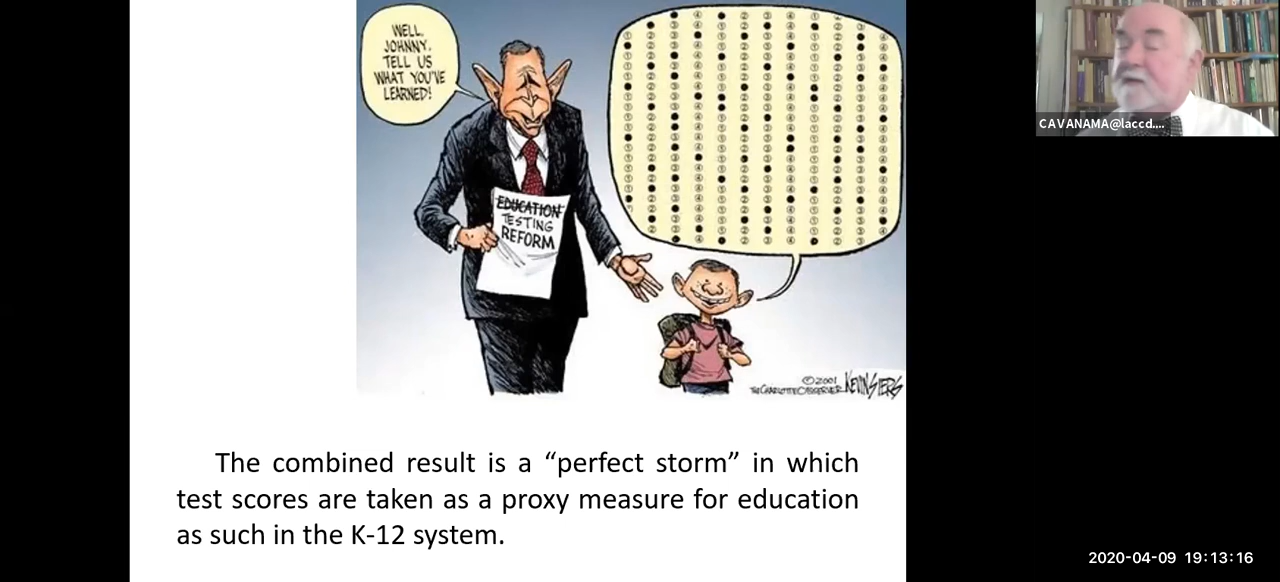 WELL,
JOHNNY,
TELL US
WHAT YOU'VE
LEARNED!
EDUCATION
TESTING
REFORM
©2001
THE CHARLOTTE OBSERVER KEVIN SIERS
The combined result is a “perfect storm” in which
test scores are taken as a proxy measure for education
as such in the K-12 system.
CAVANAMA@laccd....
2020-04-09 19:13:16